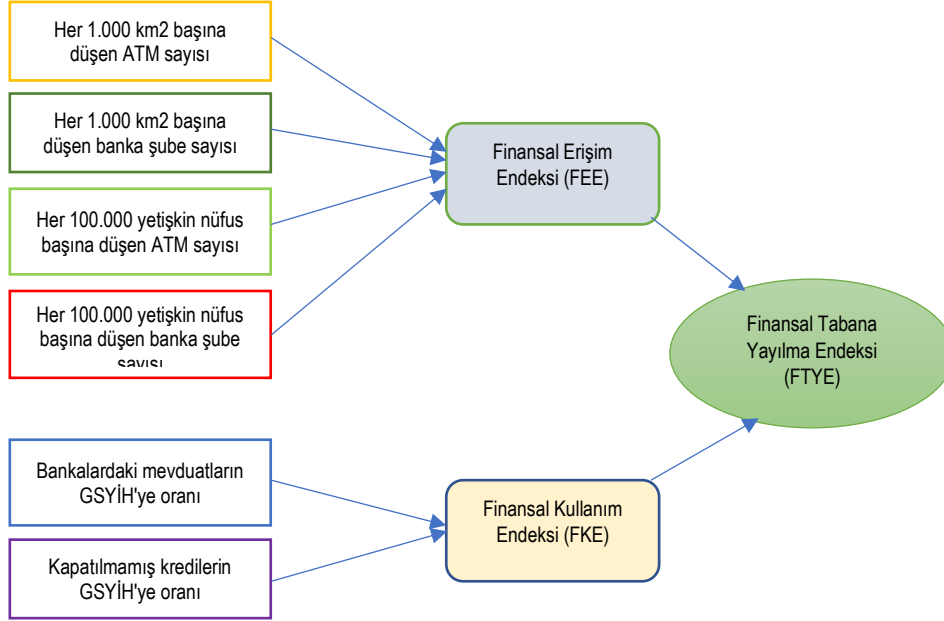 Her 1.000 km2 başına
düşen ATM sayısı
Her 1.000 km2 başına
düşen banka şube sayısı
Her 100.000 yetişkin nüfus
başına düşen ATM sayısı
Her 100.000 yetişkin nüfus
başına düşen banka şube
sayısı
Finansal Erişim
Endeksi (FEE)
Finansal Tabana
Yayılma Endeksi
(FTYE)
Bankalardaki mevduatların
GSYİH'ye oranı
Kapatılmamış kredilerin
GSYİH'ye oranı
Finansal Kullanım
Endeksi (FKE)